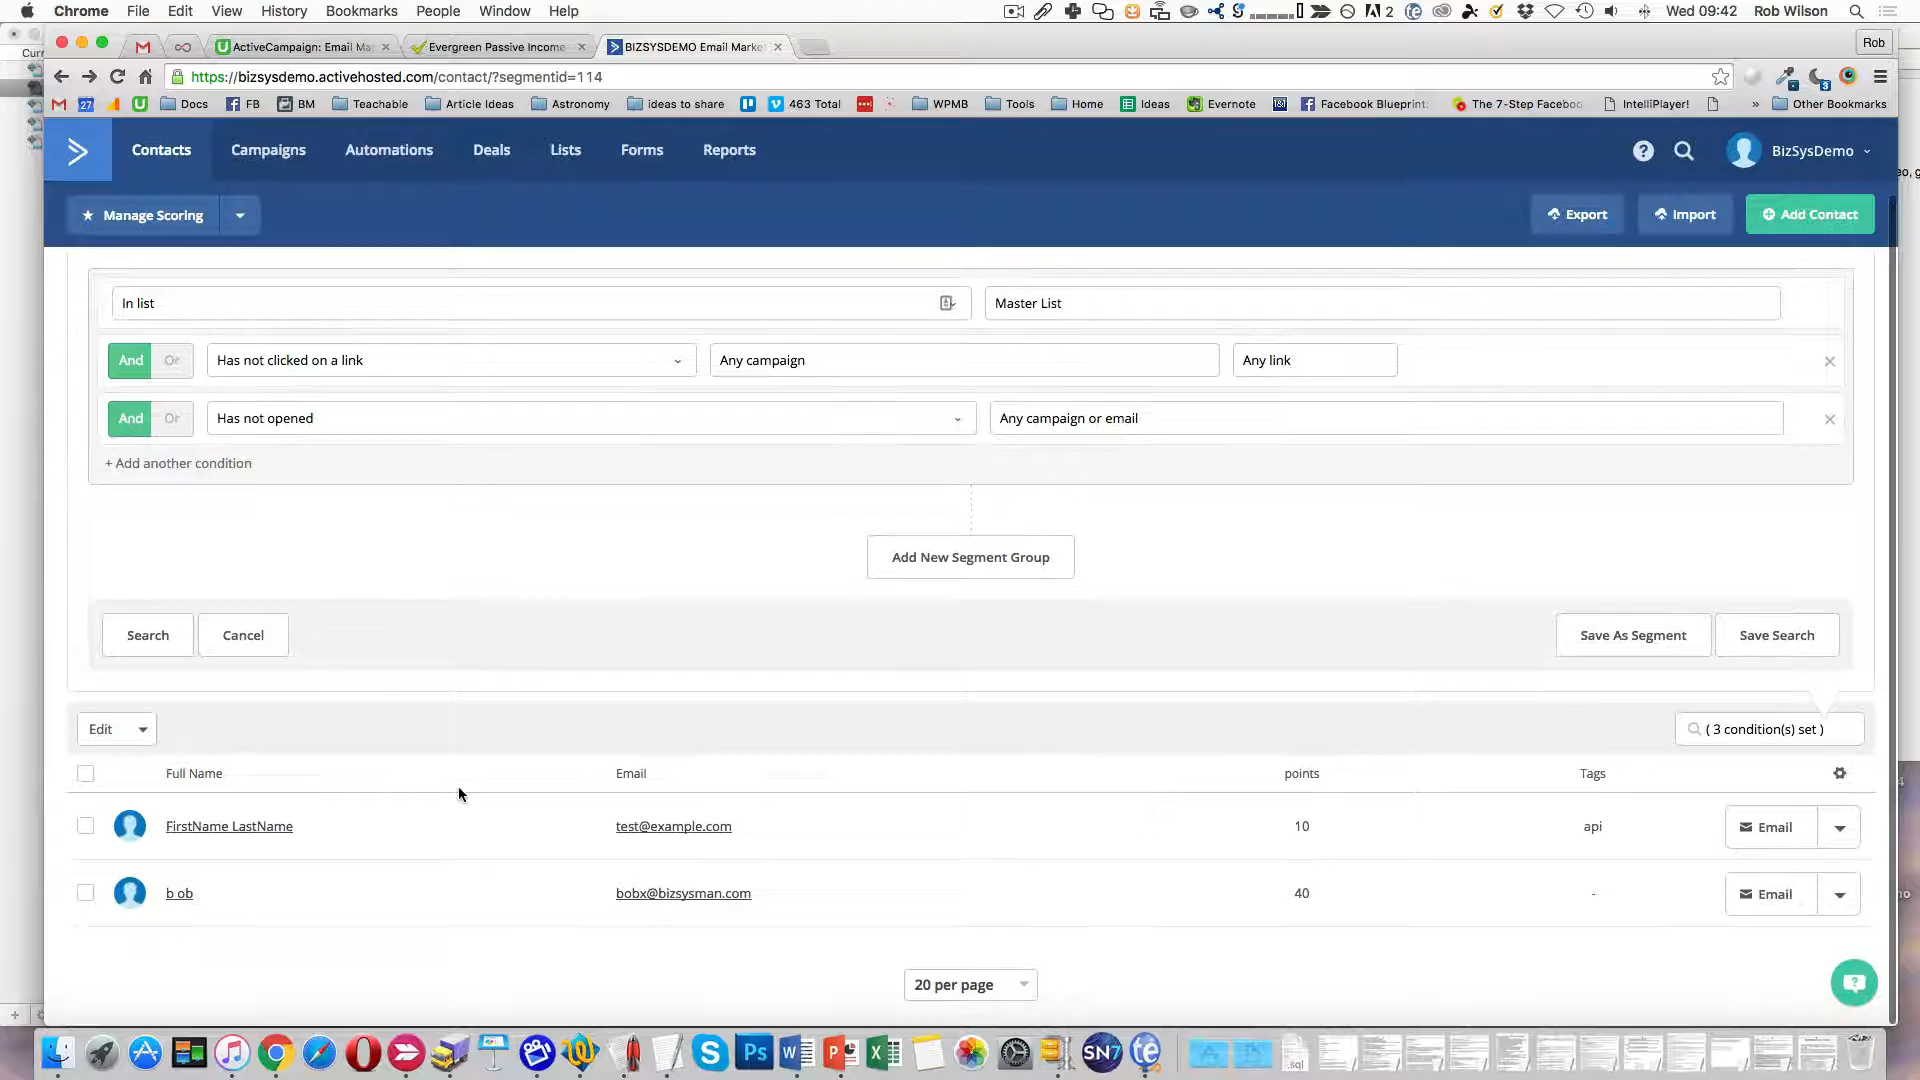 Chrome File Edit View History Bookmarks People Window Help
2
Wed 09:42 Rob Wilson
Curr
ActiveCampaign: Email Ma
Evergreen Passive Income
BIZSYSDEMO Email Marke
Rob
https://bizsysdemo.activehosted.com/contact/?segmentid=114
27 Docs FB BM Teachable Article Ideas Astronomy ideas to share 463 Total WPMB Tools Home Ideas Evernote Facebook Blueprint: The 7-Step Faceboo IntelliPlayer! » Other Bookmarks
Contacts Campaigns Automations Deals Lists Forms Reports
BizSysDemo
Manage Scoring
Export Import Add Contact
In list Master List
And Or Has not clicked on a link Any campaign Any link
And Or Has not opened Any campaign or email
+ Add another condition
Add New Segment Group
Search Cancel Save As Segment Save Search
Edit ( 3 condition(s) set )
Full Name Email points Tags
FirstName LastName test@example.com 10 api Email
b ob bobx@bizsysman.com 40 - Email
20 per page
Ps W P X SN7 te
.sql